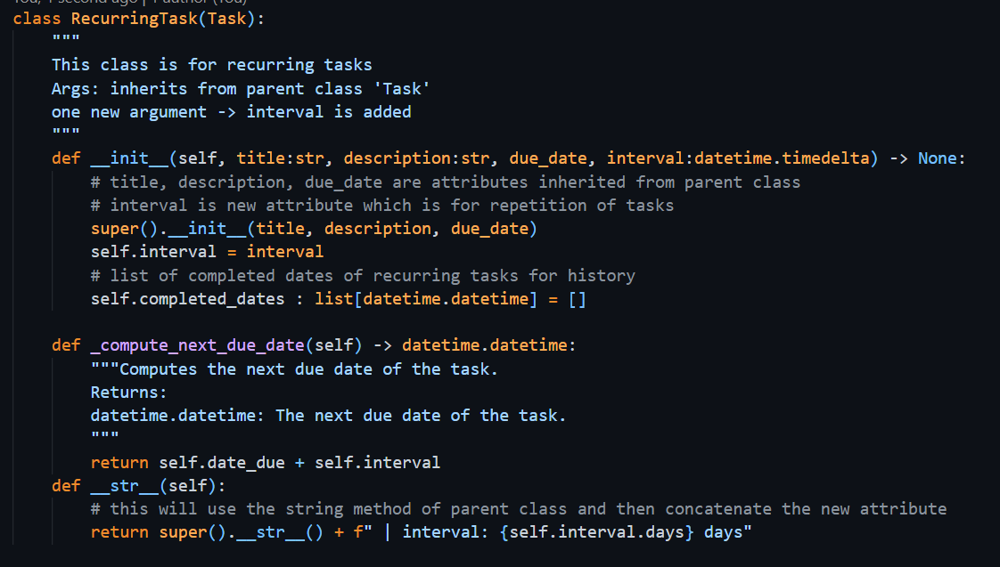 You, 1 second ago | 1 author (You)
class RecurringTask(Task):
    """
    This class is for recurring tasks
    Args: inherits from parent class 'Task'
    one new argument -> interval is added
    """
    def __init__(self, title:str, description:str, due_date, interval:datetime.timedelta) -> None:
        # title, description, due_date are attributes inherited from parent class
        # interval is new attribute which is for repetition of tasks
        super().__init__(title, description, due_date)
        self.interval = interval
        # list of completed dates of recurring tasks for history
        self.completed_dates : list[datetime.datetime] = []

    def _compute_next_due_date(self) -> datetime.datetime:
        """Computes the next due date of the task.
        Returns:
        datetime.datetime: The next due date of the task.
        """
        return self.date_due + self.interval
    def __str__(self):
        # this will use the string method of parent class and then concatenate the new attribute
        return super().__str__() + f" | interval: {self.interval.days} days"